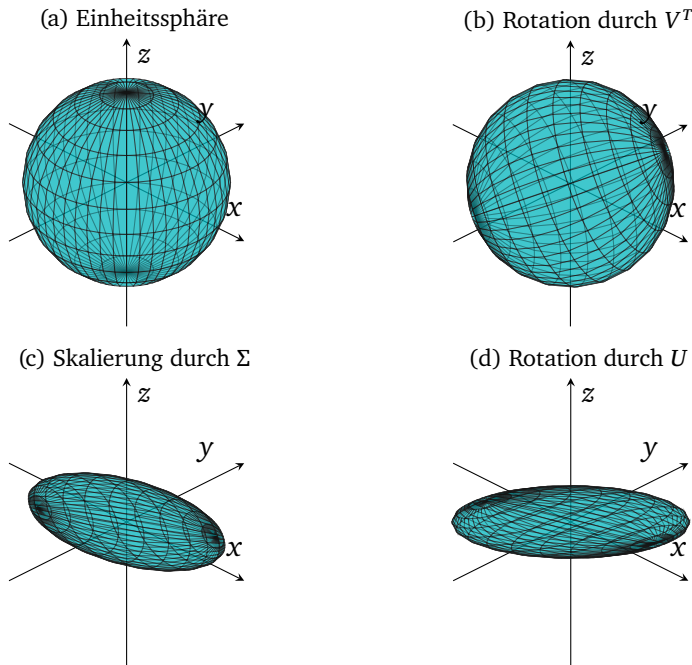 (a) Einheitssphäre
z
y
x
(b) Rotation durch V^T
z
y
x
(c) Skalierung durch Σ
z
y
x
(d) Rotation durch U
z
y
x